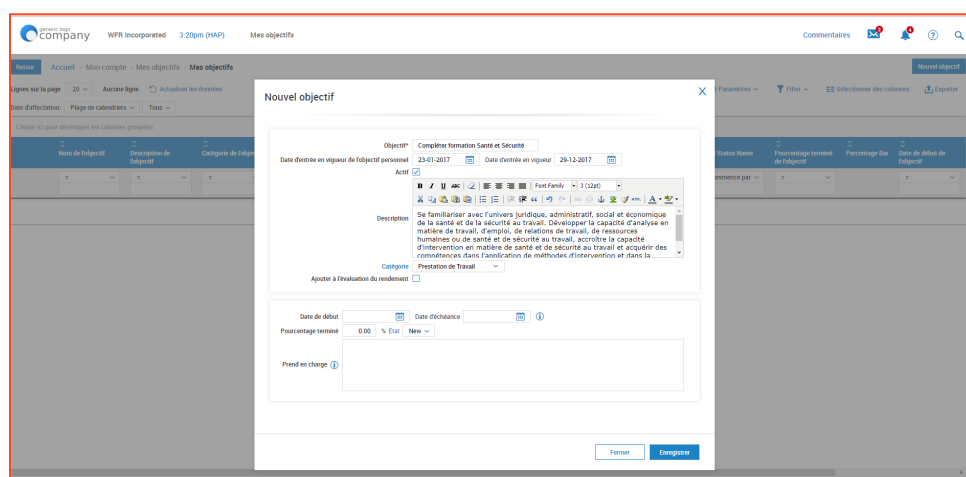 generic logo
company
WFR Incorporated
3:20pm (HAP)
Mes objectifs
Commentaires
Retour
Accueil › Mon compte › Mes objectifs › Mes objectifs
Nouvel objectif
Lignes sur la page 20 Aucune ligne Actualiser les données
Paramètres Filter Sélectionner des colonnes Exporter
Date d'affectation: Plage de calendriers Tous
Cliquer ici pour développer les colonnes groupées
Nom de l'objectif
Description de l'objectif
Catégorie de l'obje
Status Name
Pourcentage terminé de l'objectif
Percentage Bar
Date de début de l'objectif
= = = mmence par = =
Nouvel objectif
X
Objectif* Compléter formation Santé et Sécurité
Date d'entrée en vigueur de l'objectif personnel 23-01-2017 Date d'entrée en vigueur 29-12-2017
Actif
B I U ABC Font Family 3 (12pt)
HTML A
Description
Se familiariser avec l'univers juridique, administratif, social et économique
de la santé et de la sécurité au travail. Développer la capacité d'analyse en
matière de travail, d'emploi, de relations de travail, de ressources
humaines ou de santé et de sécurité au travail, accroître la capacité
d'intervention en matière de santé et de sécurité au travail et acquérir des
compétences dans l'application de méthodes d'intervention et dans la
Catégorie Prestation de Travail
Ajouter à l'évaluation du rendement
Date de début Date d'échéance
Pourcentage terminé 0.00 % État New
Prend en charge
Fermer Enregistrer